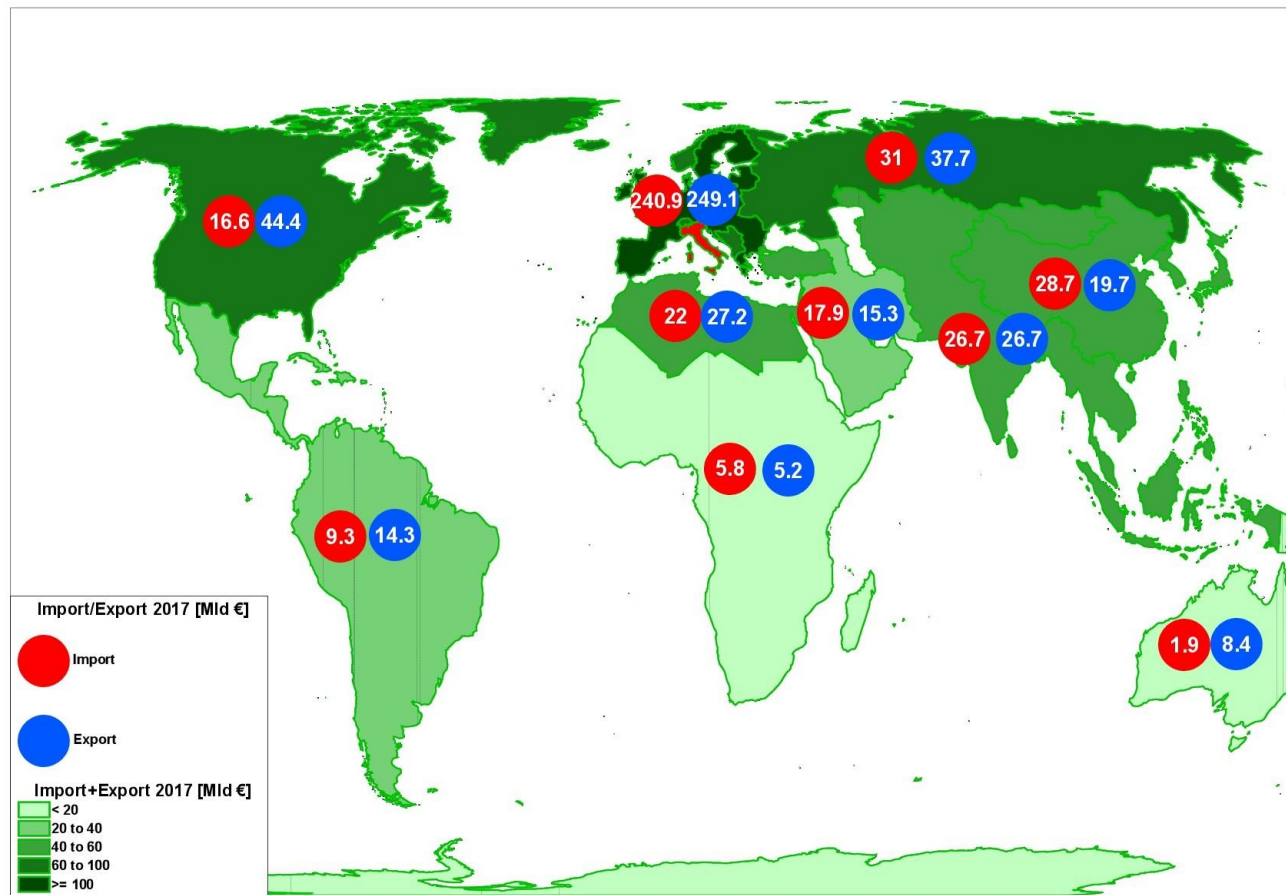 31 37.7
240.9 249.1
16.6 44.4
28.7 19.7
22 27.2 17.9 15.3
26.7 26.7
5.8 5.2
9.3 14.3
1.9 8.4
Import/Export 2017 [Mld €]
Import
Export
Import+Export 2017 [Mld €]
< 20
20 to 40
40 to 60
60 to 100
>= 100